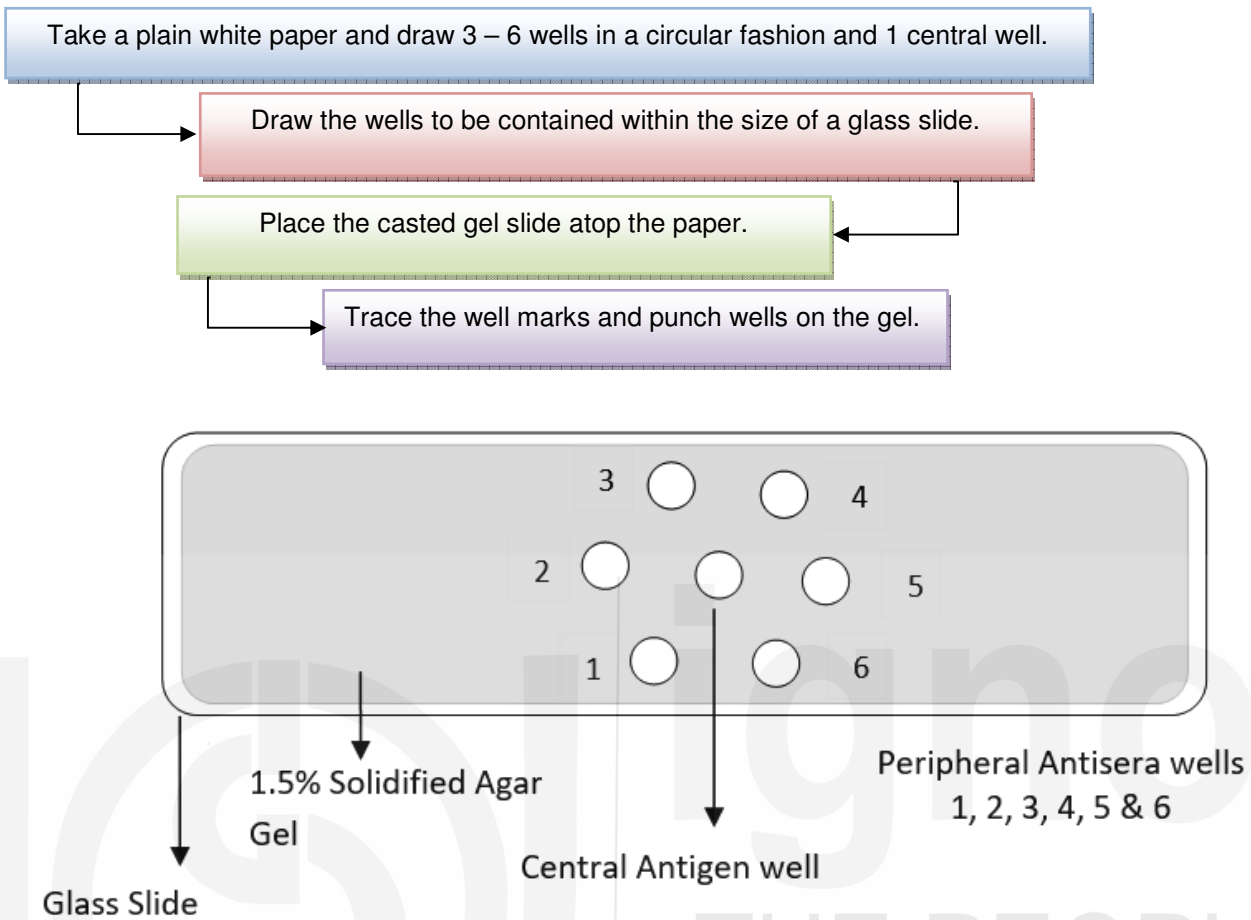 Take a plain white paper and draw 3 – 6 wells in a circular fashion and 1 central well.
Draw the wells to be contained within the size of a glass slide.
Place the casted gel slide atop the paper.
Trace the well marks and punch wells on the gel.
3
4
2
5
1
6
1.5% Solidified Agar
Gel
Peripheral Antisera wells
1, 2, 3, 4, 5 & 6
Central Antigen well
Glass Slide
igno